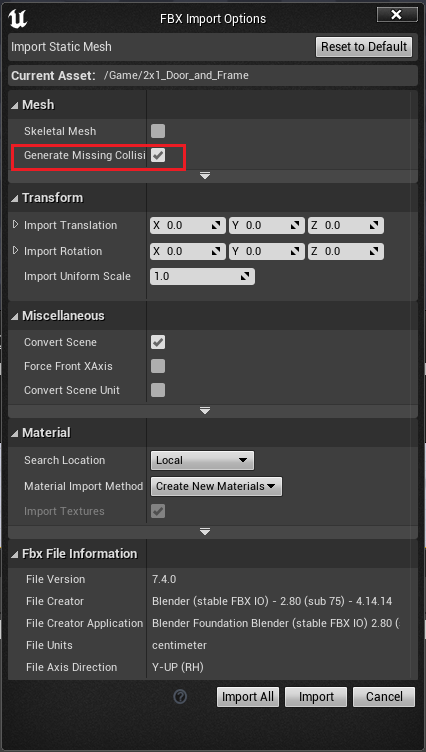 FBX Import Options
Import Static Mesh Reset to Default
Current Asset: /Game/2x1_Door_and_Frame
Mesh
Skeletal Mesh
Generate Missing Collisi
Transform
Import Translation X 0.0 Y 0.0 Z 0.0
Import Rotation X 0.0 Y 0.0 Z 0.0
Import Uniform Scale 1.0
Miscellaneous
Convert Scene
Force Front XAxis
Convert Scene Unit
Material
Search Location Local
Material Import Method Create New Materials
Import Textures
Fbx File Information
File Version 7.4.0
File Creator Blender (stable FBX IO) - 2.80 (sub 75) - 4.14.14
File Creator Application Blender Foundation Blender (stable FBX IO) 2.80 (
File Units centimeter
File Axis Direction Y-UP (RH)
? Import All Import Cancel